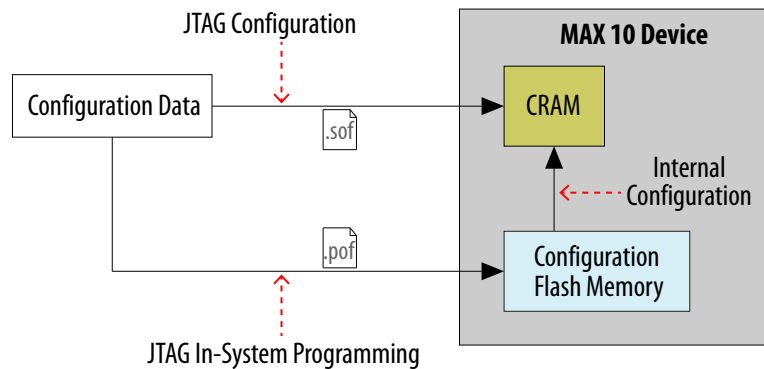 JTAG Configuration
MAX 10 Device
Configuration Data
CRAM
.sof
Internal
Configuration
.pof
Configuration
Flash Memory
JTAG In-System Programming